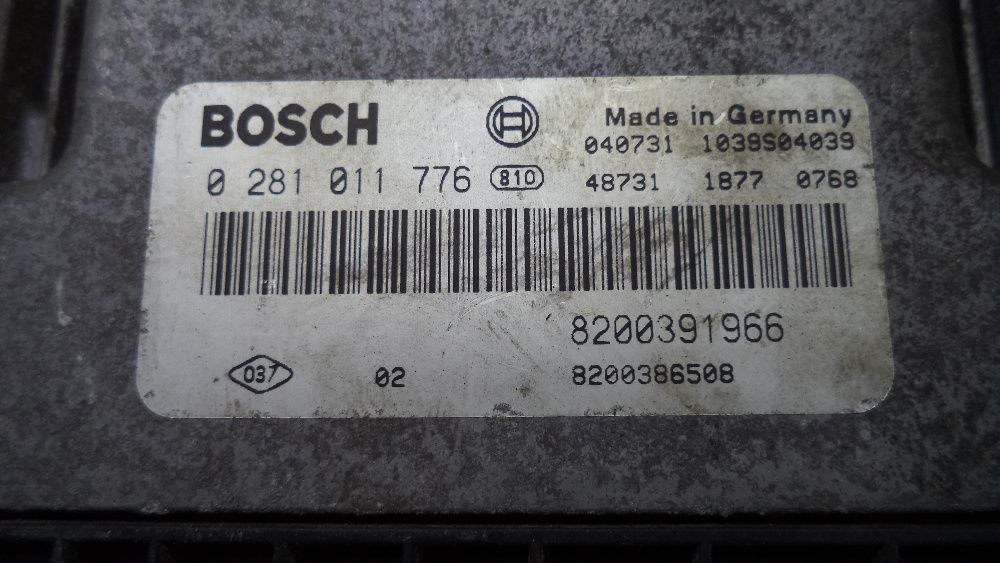 BOSCH
Made in Germany
040731 1039S04039
0 281 011 776 810 48731 1877 0768
8200391966
037 02 8200386508